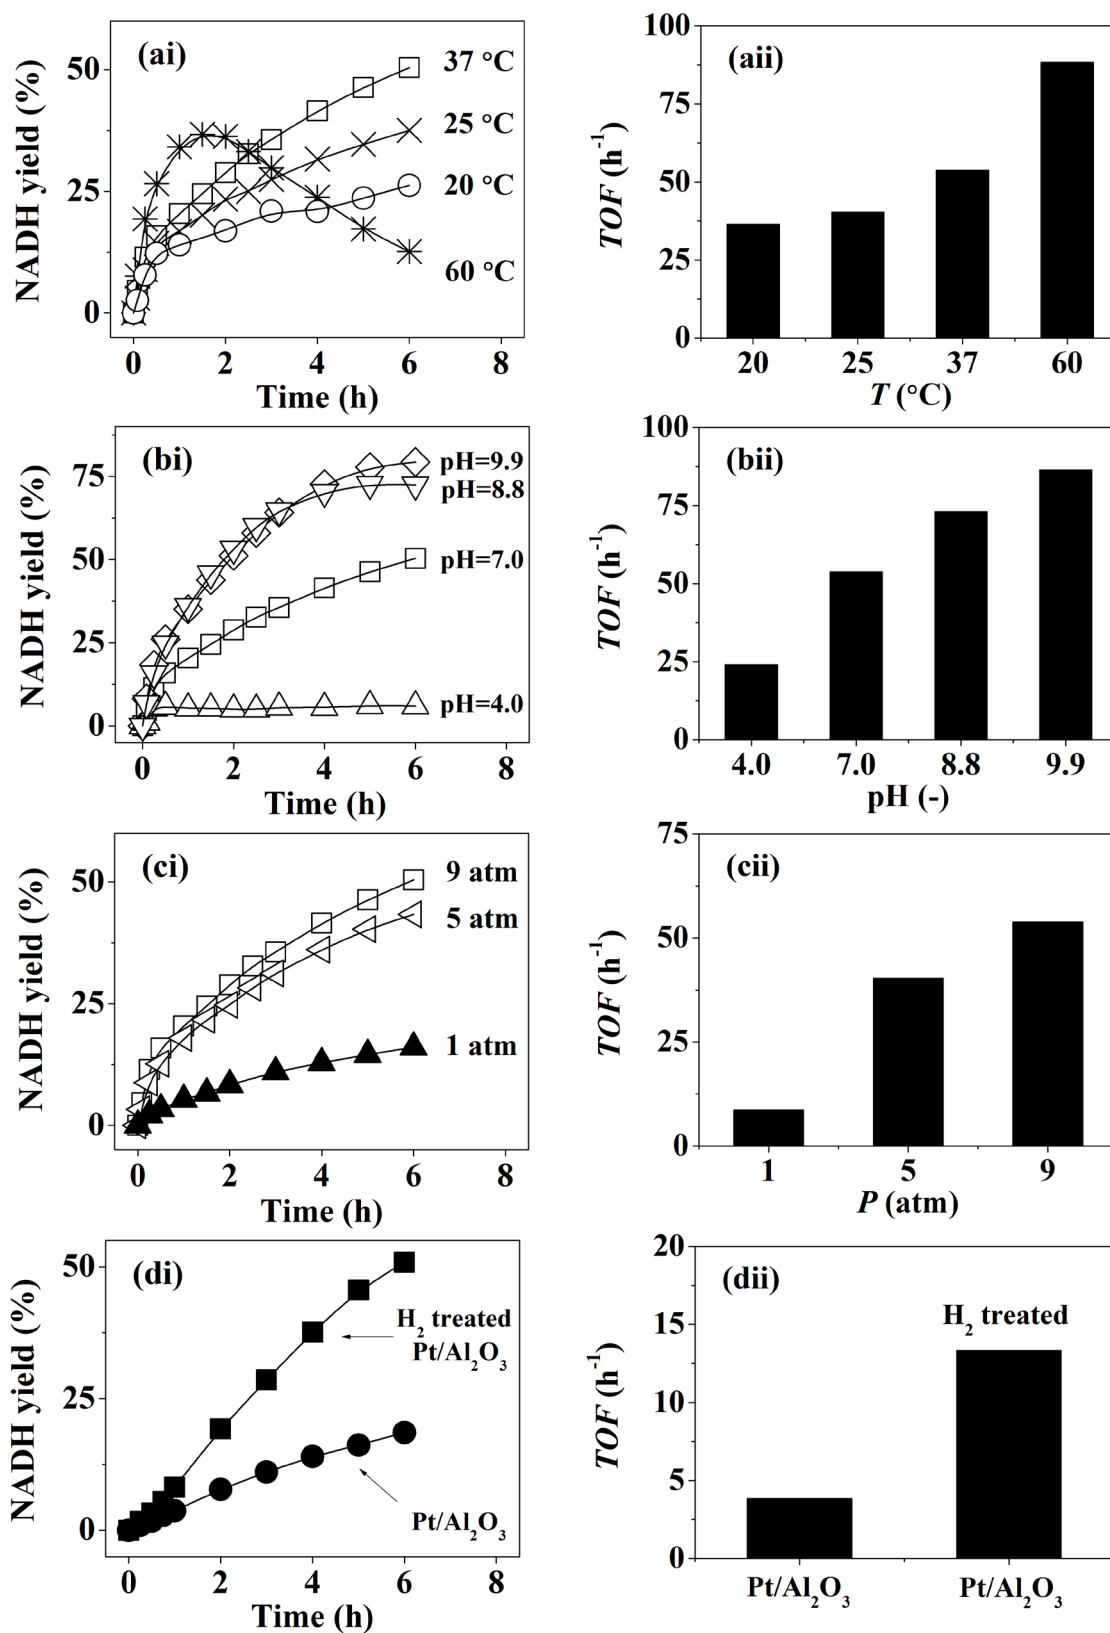 (ai)
NADH yield (%)
50
25
0
37 °C
25 °C
20 °C
60 °C
0 2 4 6 8
Time (h)
(aii)
TOF (h-1)
100
75
50
25
0
20 25 37 60
T (°C)
(bi)
NADH yield (%)
75
50
25
0
pH=9.9
pH=8.8
pH=7.0
pH=4.0
0 2 4 6 8
Time (h)
(bii)
TOF (h-1)
100
75
50
25
0
4.0 7.0 8.8 9.9
pH (-)
(ci)
NADH yield (%)
50
25
0
9 atm
5 atm
1 atm
0 2 4 6 8
Time (h)
(cii)
TOF (h-1)
75
50
25
0
1 5 9
P (atm)
(di)
NADH yield (%)
50
25
0
H2 treated
Pt/Al2O3
Pt/Al2O3
0 2 4 6 8
Time (h)
(dii)
TOF (h-1)
20
15
10
5
0
H2 treated
Pt/Al2O3 Pt/Al2O3